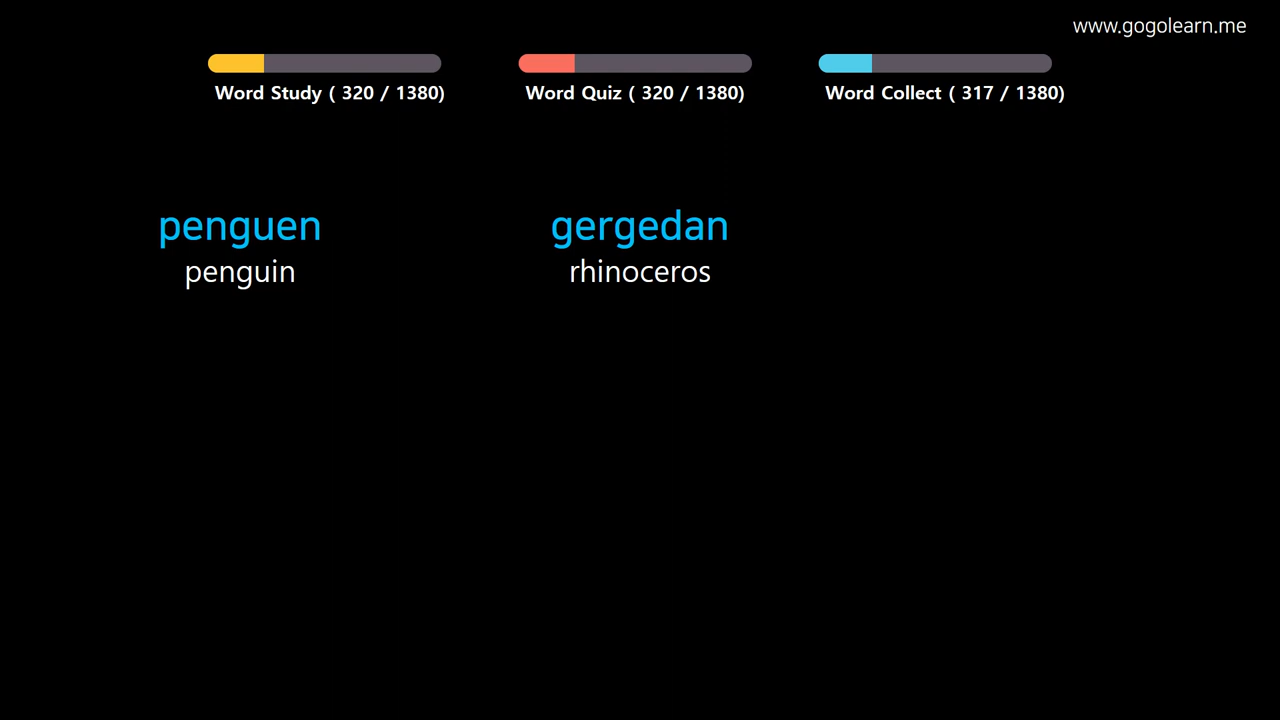 www.gogolearn.me
Word Study ( 320 / 1380)
Word Quiz ( 320 / 1380)
Word Collect ( 317 / 1380)
penguen
penguin
gergedan
rhinoceros